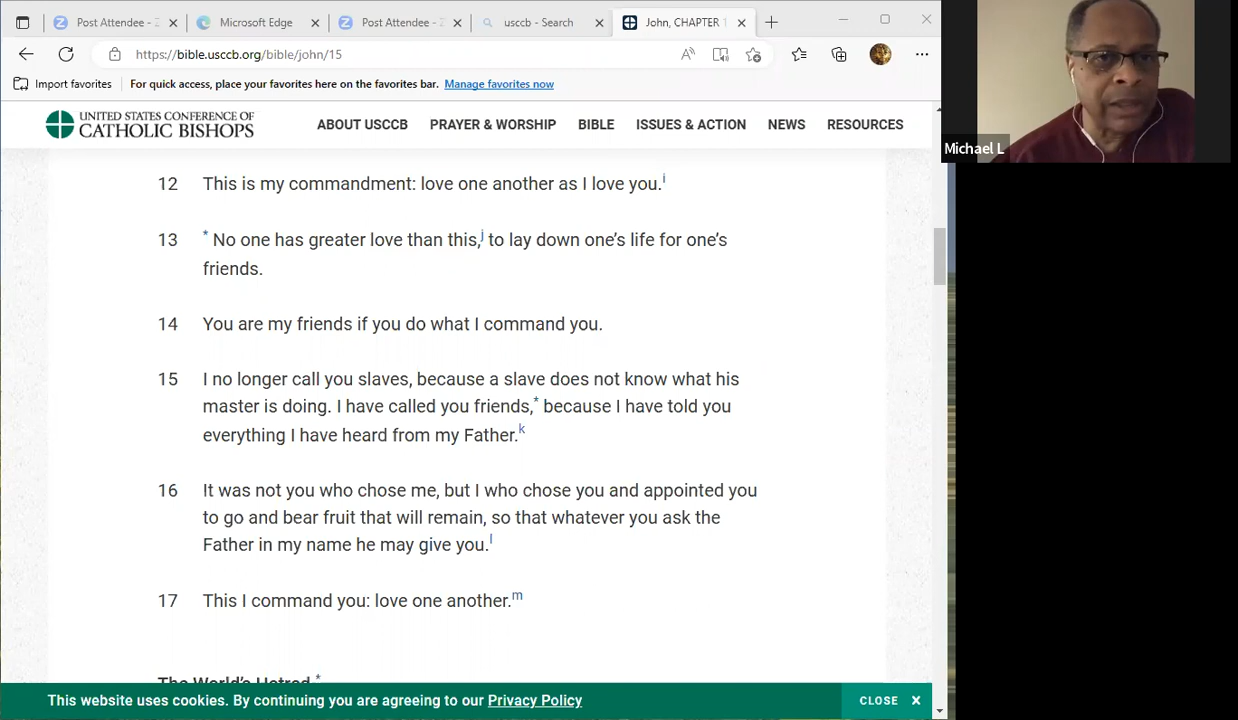 Post Attendee - Z
Microsoft Edge
Post Attendee - Z
usccb - Search
John, CHAPTER 1
https://bible.usccb.org/bible/john/15
Import favorites
For quick access, place your favorites here on the favorites bar. Manage favorites now
UNITED STATES CONFERENCE OF
CATHOLIC BISHOPS
ABOUT USCCB PRAYER & WORSHIP BIBLE ISSUES & ACTION NEWS RESOURCES
Michael L
12 This is my commandment: love one another as I love you.i
13 * No one has greater love than this,j to lay down one's life for one's
friends.
14 You are my friends if you do what I command you.
15 I no longer call you slaves, because a slave does not know what his
master is doing. I have called you friends,* because I have told you
everything I have heard from my Father.k
16 It was not you who chose me, but I who chose you and appointed you
to go and bear fruit that will remain, so that whatever you ask the
Father in my name he may give you.l
17 This I command you: love one another.m
The World's Hatred.*
This website uses cookies. By continuing you are agreeing to our Privacy Policy
CLOSE ×